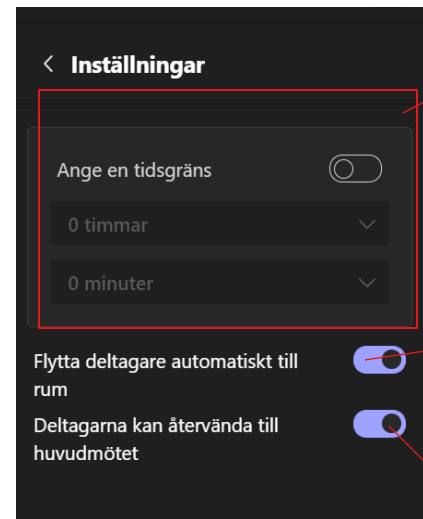 Inställningar
Ange en tidsgräns
0 timmar
0 minuter
Flytta deltagare automatiskt till
rum
Deltagarna kan återvända till
huvudmötet